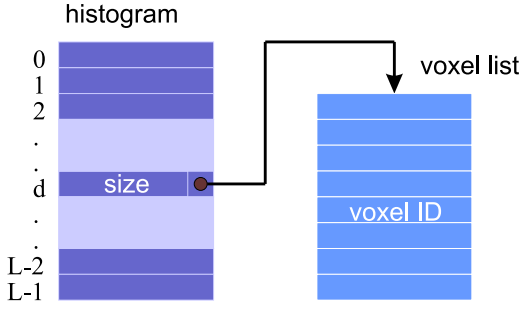 histogram
voxel list
0
1
2
.
.
d
size
voxel ID
.
.
L-2
L-1